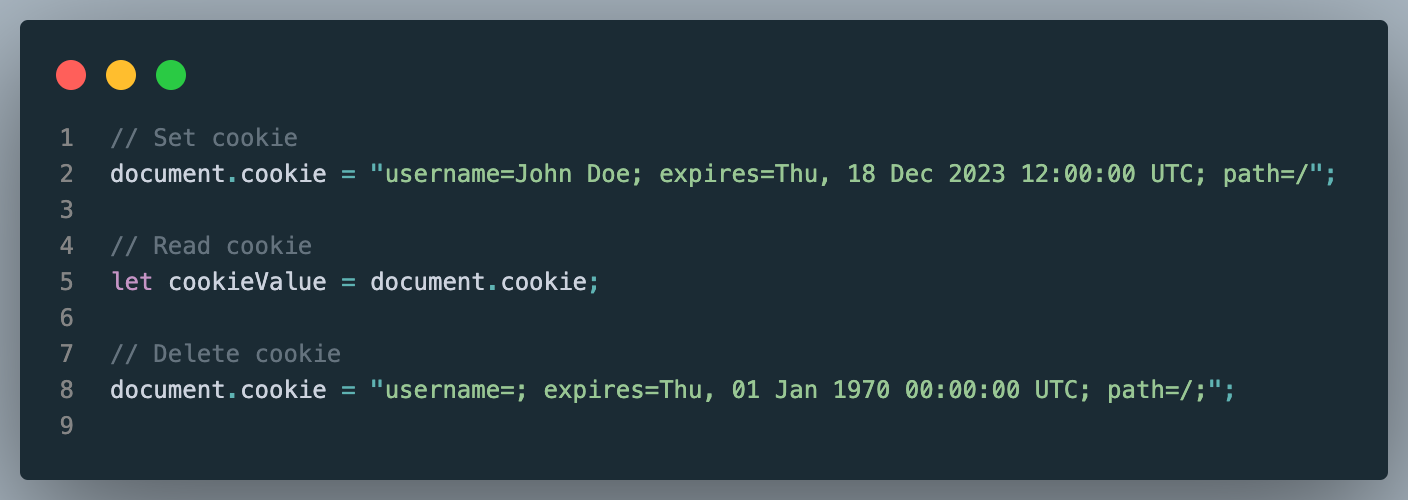 1 // Set cookie
2 document.cookie = "username=John Doe; expires=Thu, 18 Dec 2023 12:00:00 UTC; path=/";
3
4 // Read cookie
5 let cookieValue = document.cookie;
6
7 // Delete cookie
8 document.cookie = "username=; expires=Thu, 01 Jan 1970 00:00:00 UTC; path=/;";
9